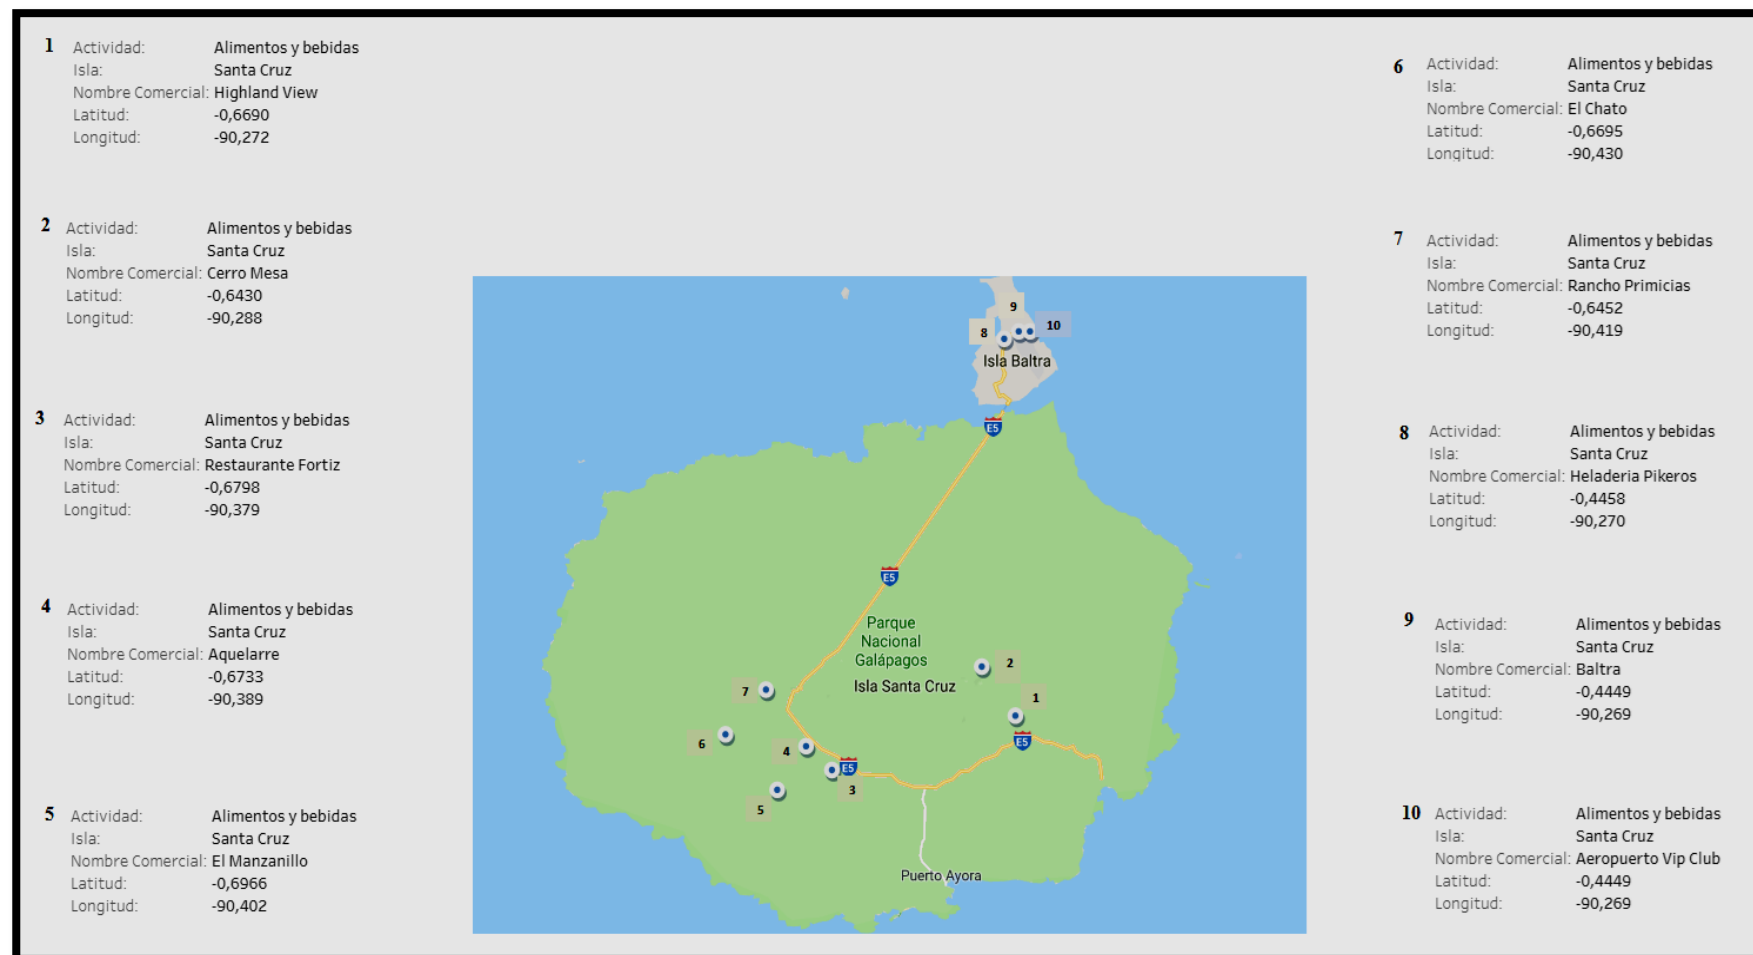 1 Actividad: Alimentos y bebidas
Isla: Santa Cruz
Nombre Comercial: Highland View
Latitud: -0,6690
Longitud: -90,272
2 Actividad: Alimentos y bebidas
Isla: Santa Cruz
Nombre Comercial: Cerro Mesa
Latitud: -0,6430
Longitud: -90,288
3 Actividad: Alimentos y bebidas
Isla: Santa Cruz
Nombre Comercial: Restaurante Fortiz
Latitud: -0,6798
Longitud: -90,379
4 Actividad: Alimentos y bebidas
Isla: Santa Cruz
Nombre Comercial: Aquelarre
Latitud: -0,6733
Longitud: -90,389
5 Actividad: Alimentos y bebidas
Isla: Santa Cruz
Nombre Comercial: El Manzanillo
Latitud: -0,6966
Longitud: -90,402
9
8
10
Isla Baltra
E5
E5
Parque
Nacional
Galápagos
Isla Santa Cruz
2
1
7
6
4
E5
E5
3
5
Puerto Ayora
6 Actividad: Alimentos y bebidas
Isla: Santa Cruz
Nombre Comercial: El Chato
Latitud: -0,6695
Longitud: -90,430
7 Actividad: Alimentos y bebidas
Isla: Santa Cruz
Nombre Comercial: Rancho Primicias
Latitud: -0,6452
Longitud: -90,419
8 Actividad: Alimentos y bebidas
Isla: Santa Cruz
Nombre Comercial: Heladeria Pikeros
Latitud: -0,4458
Longitud: -90,270
9 Actividad: Alimentos y bebidas
Isla: Santa Cruz
Nombre Comercial: Baltra
Latitud: -0,4449
Longitud: -90,269
10 Actividad: Alimentos y bebidas
Isla: Santa Cruz
Nombre Comercial: Aeropuerto Vip Club
Latitud: -0,4449
Longitud: -90,269